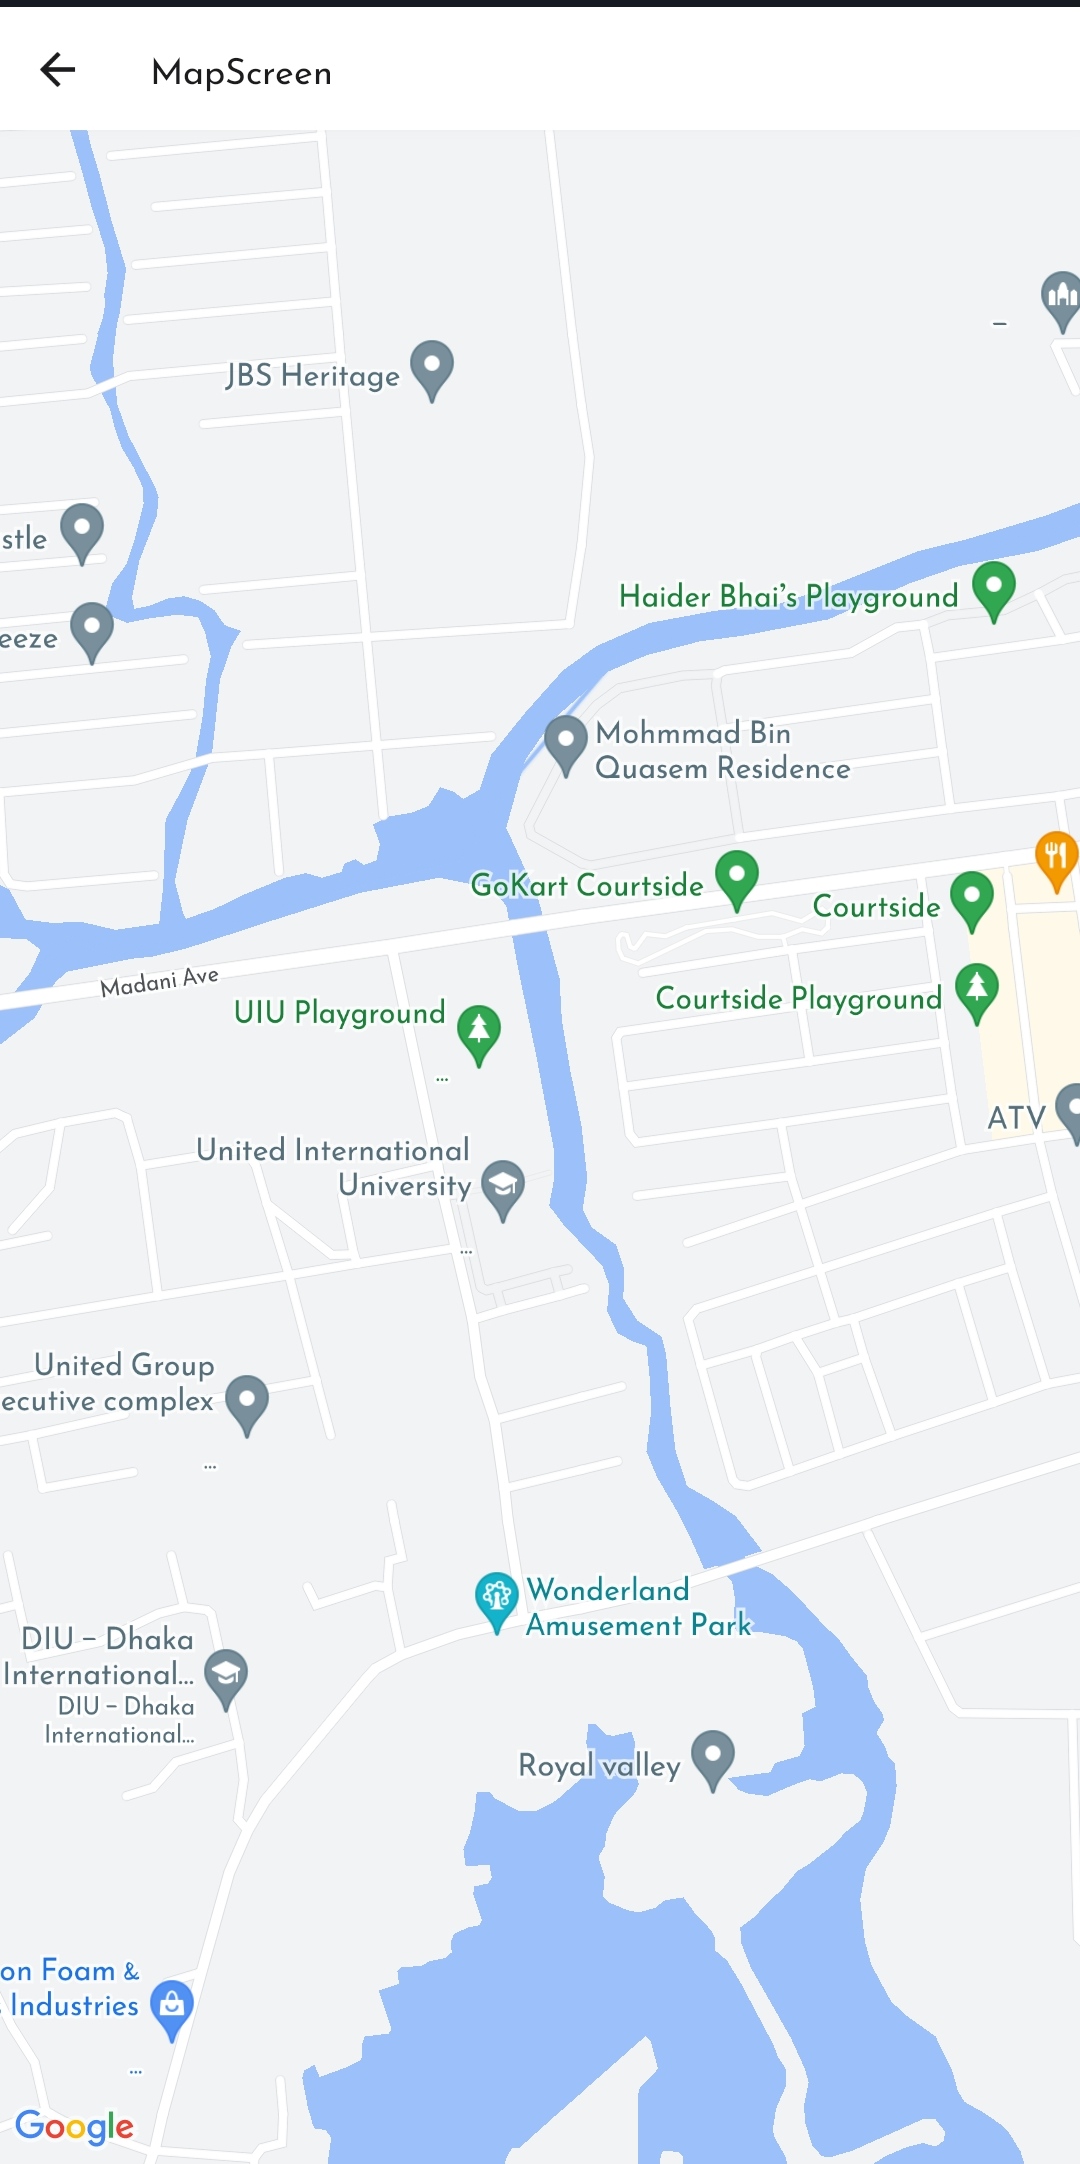 MapScreen
JBS Heritage
stle
Haider Bhai's Playground
eeze
Mohmmad Bin
Quasem Residence
GoKart Courtside
Courtside
Madani Ave
UIU Playground
...
Courtside Playground
ATV
United International
University
...
United Group
ecutive complex
...
Wonderland
Amusement Park
DIU – Dhaka
International...
DIU – Dhaka
International...
Royal valley
on Foam &
Industries
...
Google